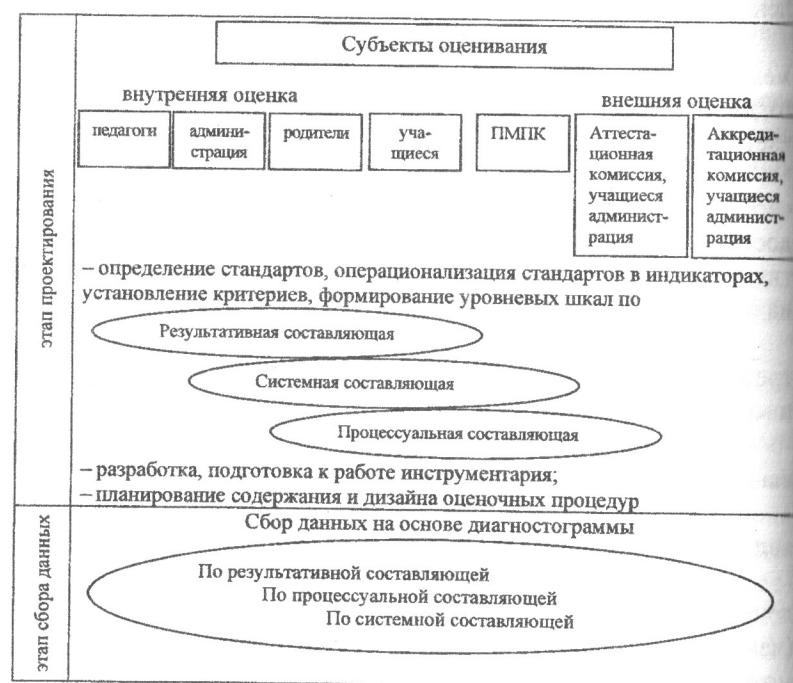 Субъекты оценивания
внутренняя оценка
внешняя оценка
педагоги
админи-
страция
родители
уча-
щиеся
ПМПК
Аттеста-
ционная
комиссия,
учащиеся
админист-
рация
Аккреди-
тационная
комиссия,
учащиеся
админист-
рация
этап проектирования
– определение стандартов, операционализация стандартов в индикаторах,
установление критериев, формирование уровневых шкал по
Результативная составляющая
Системная составляющая
Процессуальная составляющая
– разработка, подготовка к работе инструментария;
– планирование содержания и дизайна оценочных процедур
этап сбора данных
Сбор данных на основе диагностограммы
По результативной составляющей
По процессуальной составляющей
По системной составляющей